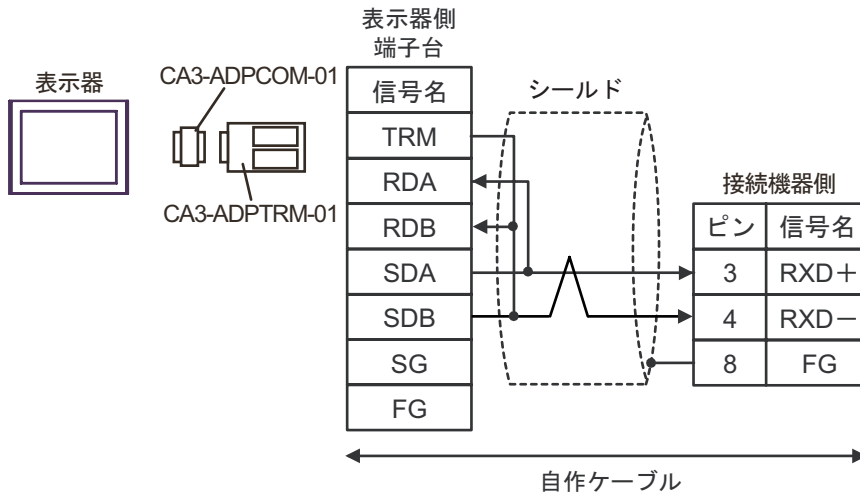 表示器
CA3-ADPCOM-01
CA3-ADPTRM-01
表示器側
端子台
信号名
TRM
RDA
RDB
SDA
SDB
SG
FG
シールド
接続機器側
ピン 信号名
3 RXD＋
4 RXD－
8 FG
自作ケーブル